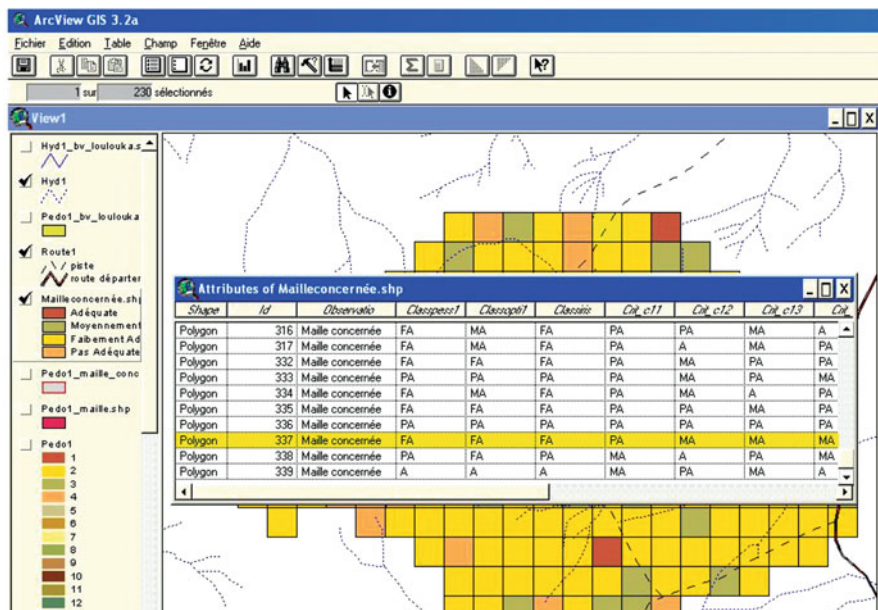 ArcView GIS 3.2a
Fichier Edition Table Champ Fenêtre Aide
1 sur 230 sélectionnés
View1
Hyd1_bv_loulouka.s
Hyd1
Pedo1_bv_loulouka
Route1
piste
route départer
Mailleconcernée.shp
Adéquate
Moyennement
Faibement Ad
Pas Adéquate
Pedo1_maille_conc
Pedo1_maille.shp
Pedo1
1
2
3
4
5
6
7
8
9
10
11
12
Attributes of Mailleconcernée.shp
Shape Id Observatio Classpess1 Classopti1 Classiris Crit_c11 Crit_c12 Crit_c13 Crit_
Polygon 316 Maille concernée FA MA FA PA PA MA A
Polygon 317 Maille concernée FA MA FA PA A MA PA
Polygon 332 Maille concernée FA FA FA PA MA PA PA
Polygon 333 Maille concernée PA PA PA PA PA PA MA
Polygon 334 Maille concernée FA MA FA PA MA A PA
Polygon 335 Maille concernée FA FA FA PA PA MA PA
Polygon 336 Maille concernée PA PA PA PA PA PA PA
Polygon 337 Maille concernée FA FA FA PA MA MA MA
Polygon 338 Maille concernée PA FA PA MA A PA MA
Polygon 339 Maille concernée A A A MA PA MA A